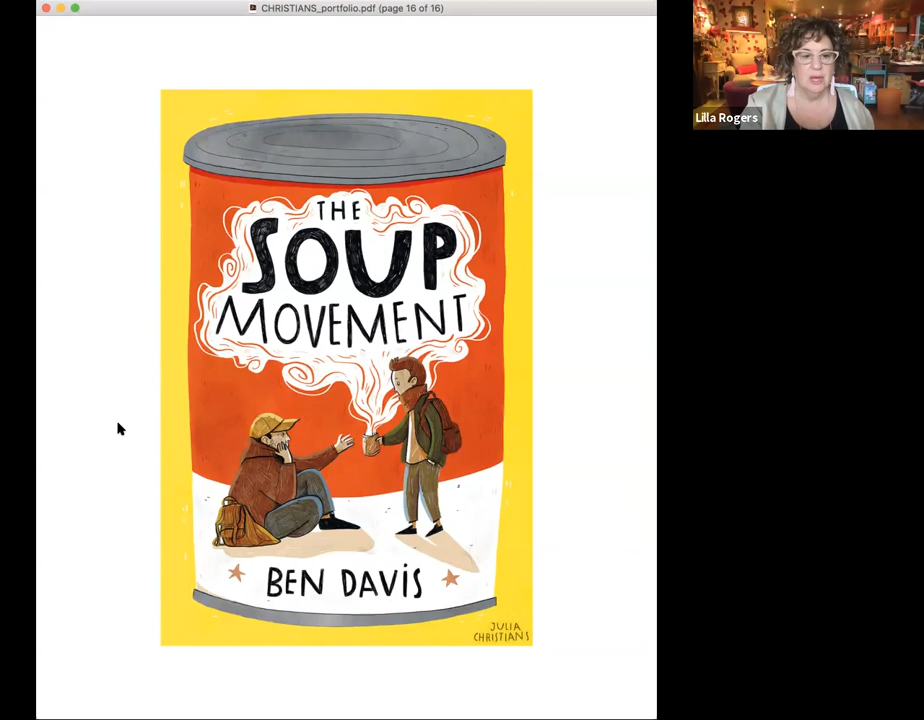 CHRISTIANS_portfolio.pdf (page 16 of 16)
Lilla Rogers
THE
SOUP
MOVEMENT
BEN DAVIS
JULIA
CHRISTIANS